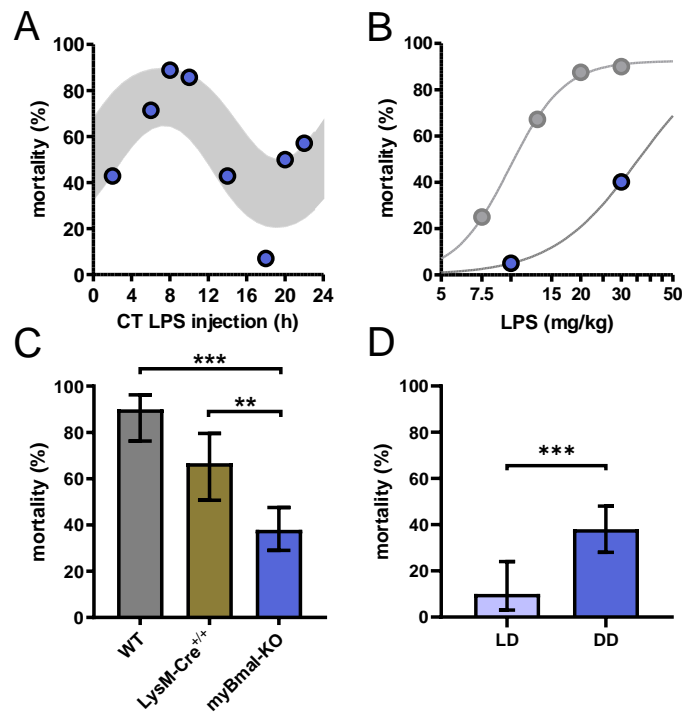 A
mortality (%)
100
80
60
40
20
0
0 4 8 12 16 20 24
CT LPS injection (h)
B
mortality (%)
100
80
60
40
20
0
5 7.5 15 20 30 50
LPS (mg/kg)
C
mortality (%)
100
80
60
40
20
0
***
**
WT
LysM-Cre+/+
myBmal-KO
D
mortality (%)
100
80
60
40
20
0
***
LD DD